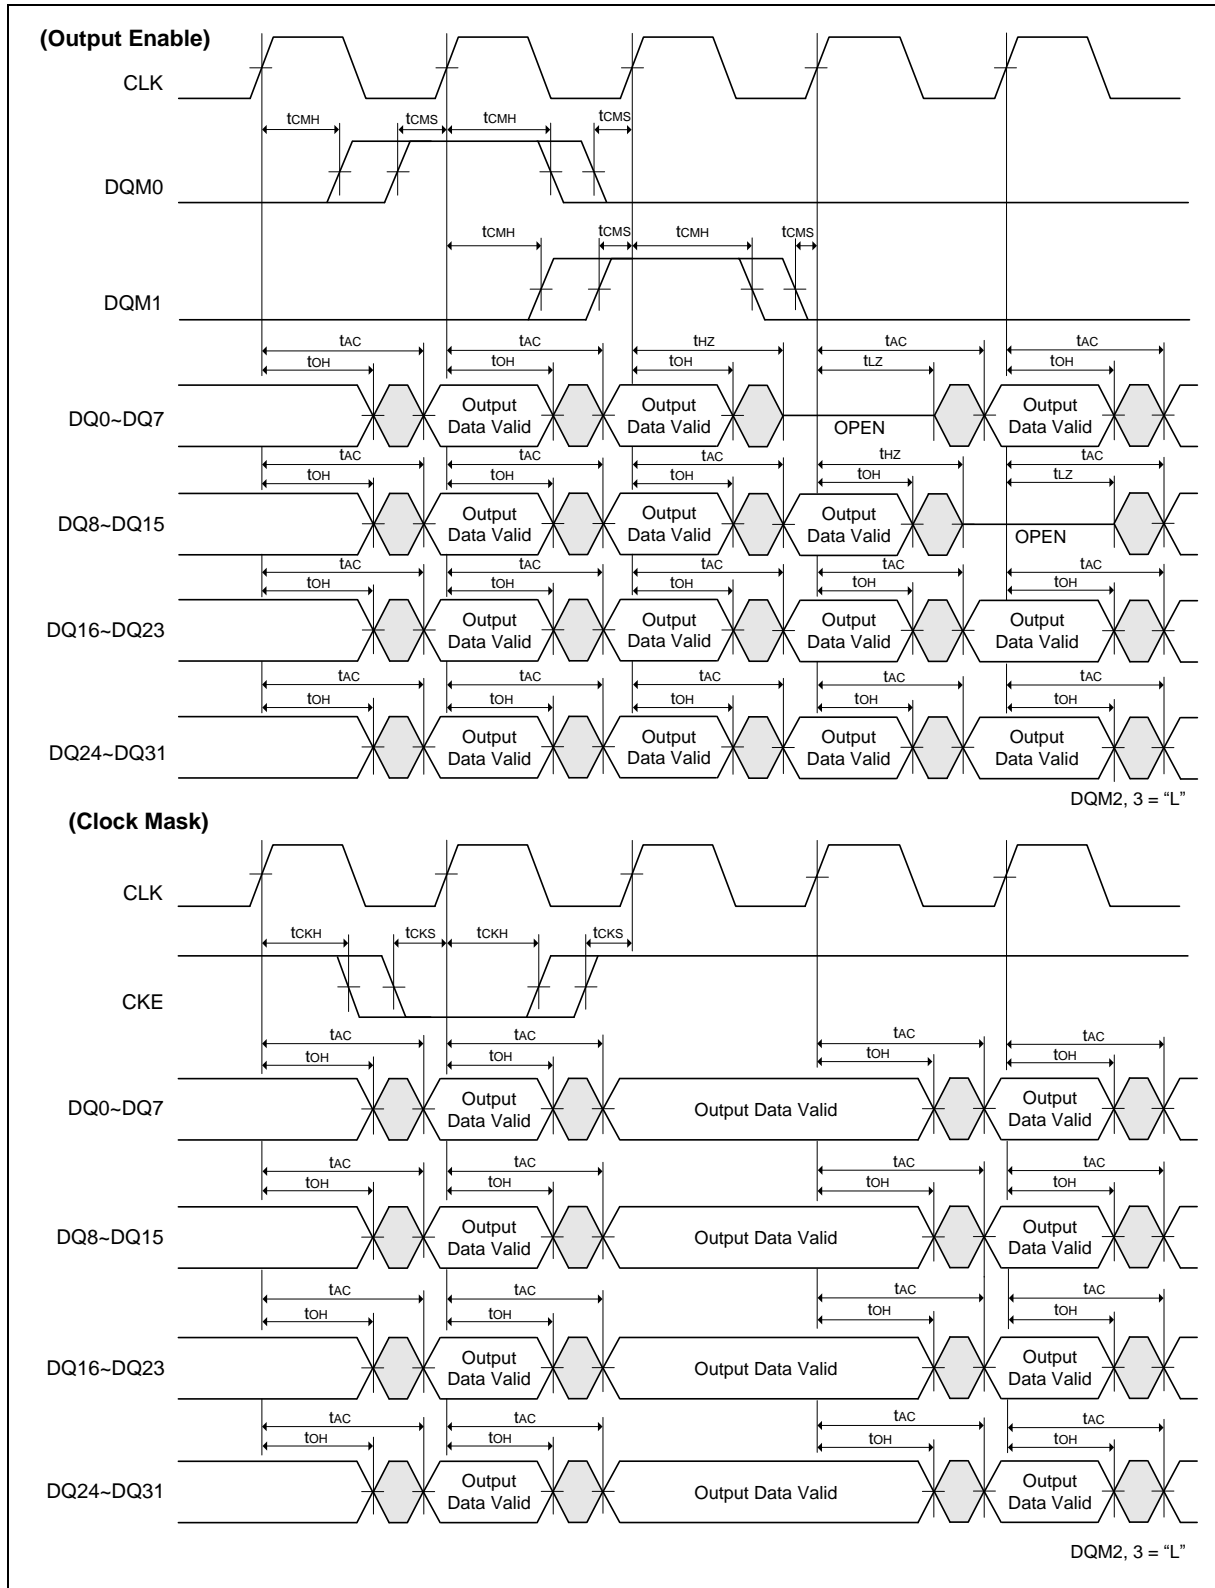 (Output Enable)
CLK
tCMH tCMS tCMH tCMS
DQM0
tCMH tCMS tCMH tCMS
DQM1
tAC tAC tHZ tAC tAC
tOH tOH tOH tLZ tOH
DQ0~DQ7
Output Data Valid
Output Data Valid
OPEN
Output Data Valid
tAC tAC tAC tHZ tAC
tOH tOH tOH tOH tLZ
DQ8~DQ15
Output Data Valid
Output Data Valid
Output Data Valid
OPEN
tAC tAC tAC tAC tAC
tOH tOH tOH tOH tOH
DQ16~DQ23
Output Data Valid
Output Data Valid
Output Data Valid
Output Data Valid
tAC tAC tAC tAC tAC
tOH tOH tOH tOH tOH
DQ24~DQ31
Output Data Valid
Output Data Valid
Output Data Valid
Output Data Valid
DQM2, 3 = “L”
(Clock Mask)
CLK
tCKH tCKS tCKH tCKS
CKE
tAC tAC tAC tAC
tOH tOH tOH tOH
DQ0~DQ7
Output Data Valid
Output Data Valid
Output Data Valid
tAC tAC tAC tAC
tOH tOH tOH tOH
DQ8~DQ15
Output Data Valid
Output Data Valid
Output Data Valid
tAC tAC tAC tAC
tOH tOH tOH tOH
DQ16~DQ23
Output Data Valid
Output Data Valid
Output Data Valid
tAC tAC tAC tAC
tOH tOH tOH tOH
DQ24~DQ31
Output Data Valid
Output Data Valid
Output Data Valid
DQM2, 3 = “L”